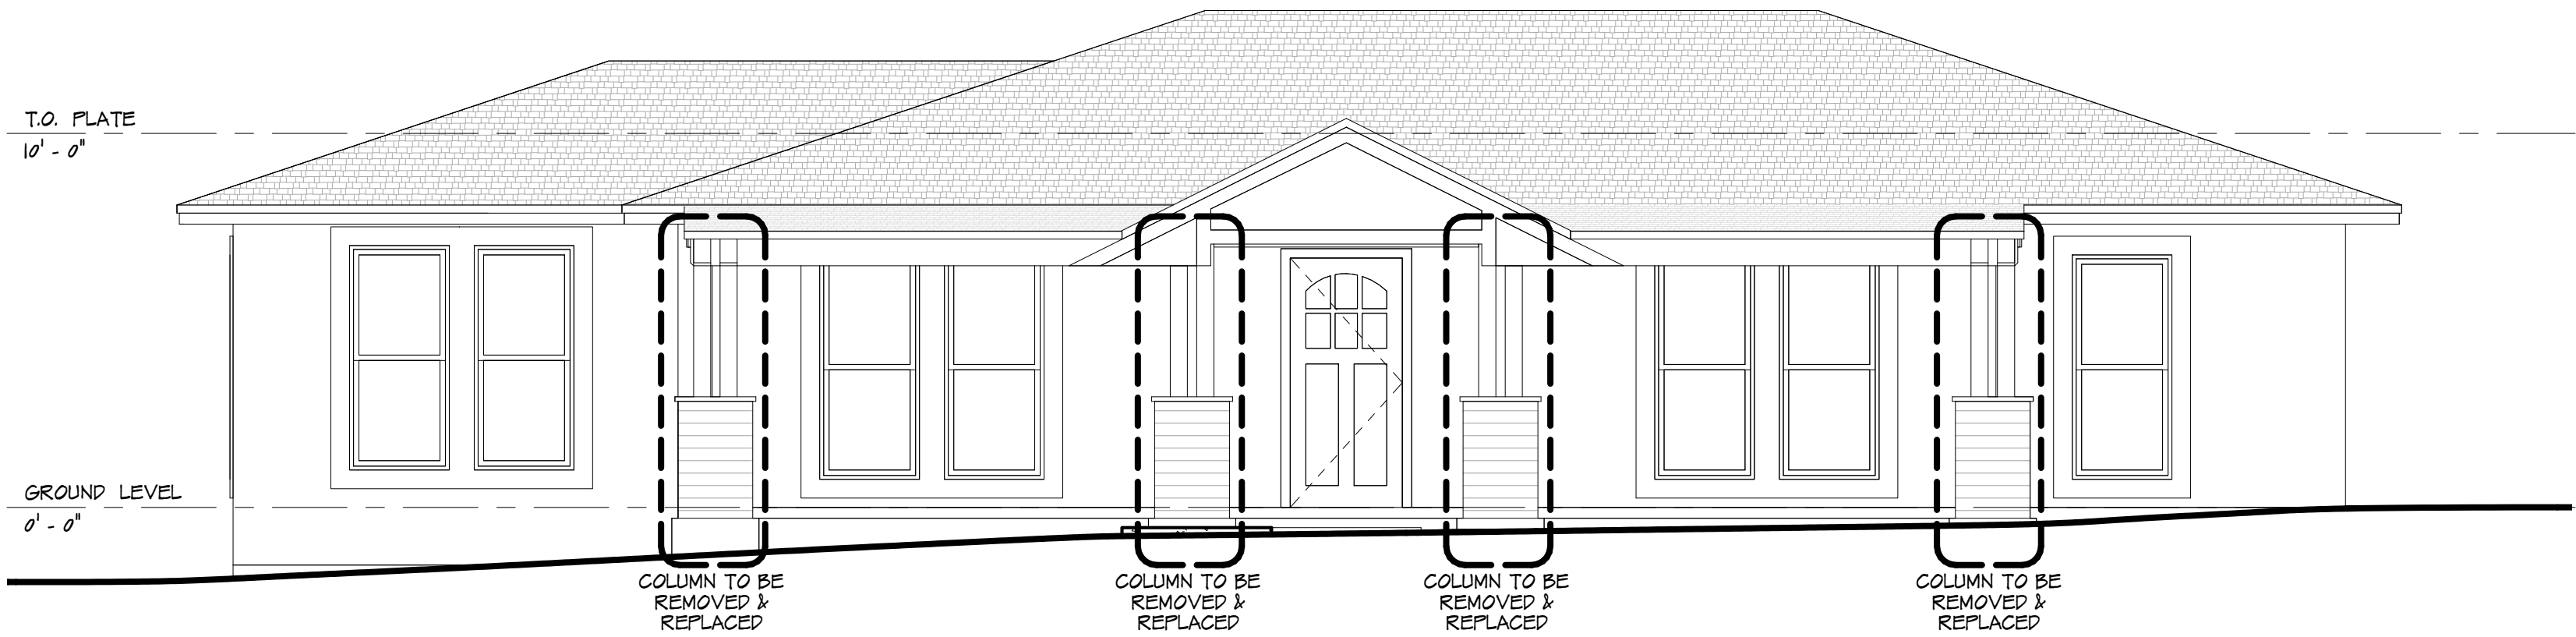 T.O. PLATE
10' - 0"
GROUND LEVEL
0' - 0"
COLUMN TO BE
REMOVED &
REPLACED
COLUMN TO BE
REMOVED &
REPLACED
COLUMN TO BE
REMOVED &
REPLACED
COLUMN TO BE
REMOVED &
REPLACED